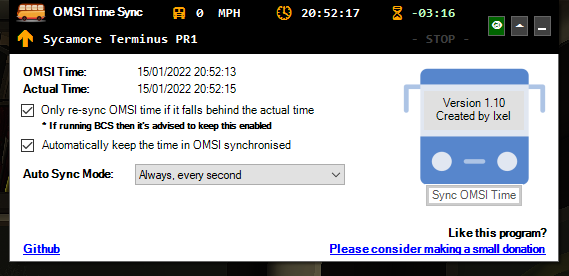 OMSI Time Sync 0 MPH 20:52:17 -03:16
Sycamore Terminus PR1 - STOP -
OMSI Time: 15/01/2022 20:52:13
Actual Time: 15/01/2022 20:52:15
Only re-sync OMSI time if it falls behind the actual time
* If running BCS then it's advised to keep this enabled
Automatically keep the time in OMSI synchronised
Auto Sync Mode: Always, every second
Version 1.10
Created by Ixel
Sync OMSI Time
Like this program?
Github Please consider making a small donation